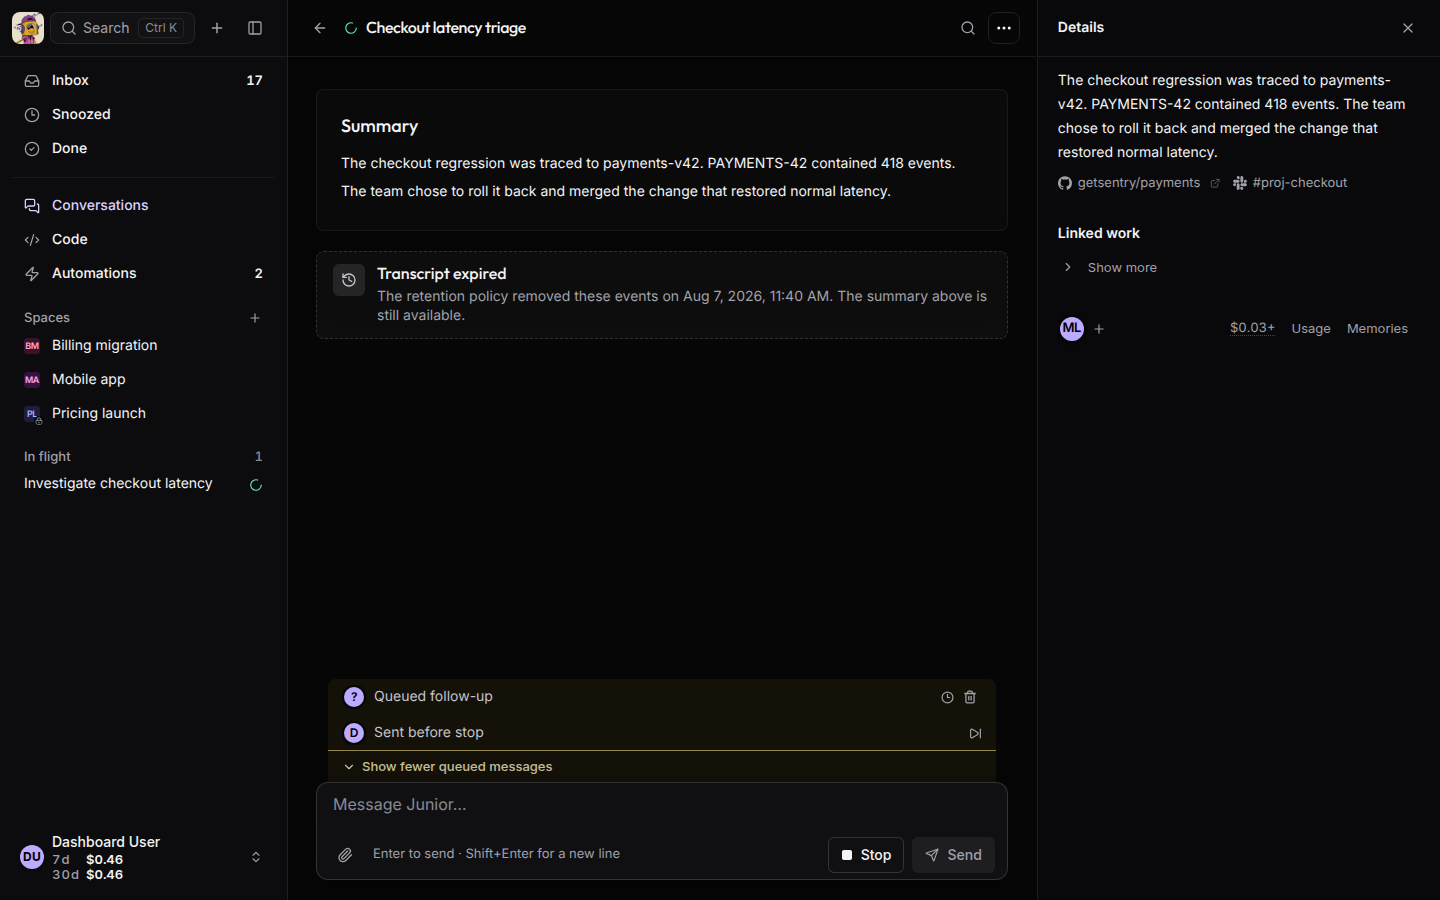 Search Ctrl K
Inbox 17
Snoozed
Done
Conversations
Code
Automations 2
Spaces
BM Billing migration
MA Mobile app
PL Pricing launch
In flight 1
Investigate checkout latency
DU Dashboard User
7d $0.46
30d $0.46
Checkout latency triage
Summary
The checkout regression was traced to payments-v42. PAYMENTS-42 contained 418 events.
The team chose to roll it back and merged the change that restored normal latency.
Transcript expired
The retention policy removed these events on Aug 7, 2026, 11:40 AM. The summary above is
still available.
? Queued follow-up
D Sent before stop
Show fewer queued messages
Message Junior...
Enter to send · Shift+Enter for a new line
Stop
Send
Details
The checkout regression was traced to payments-
v42. PAYMENTS-42 contained 418 events. The team
chose to roll it back and merged the change that
restored normal latency.
getsentry/payments #proj-checkout
Linked work
Show more
ML $0.03+ Usage Memories